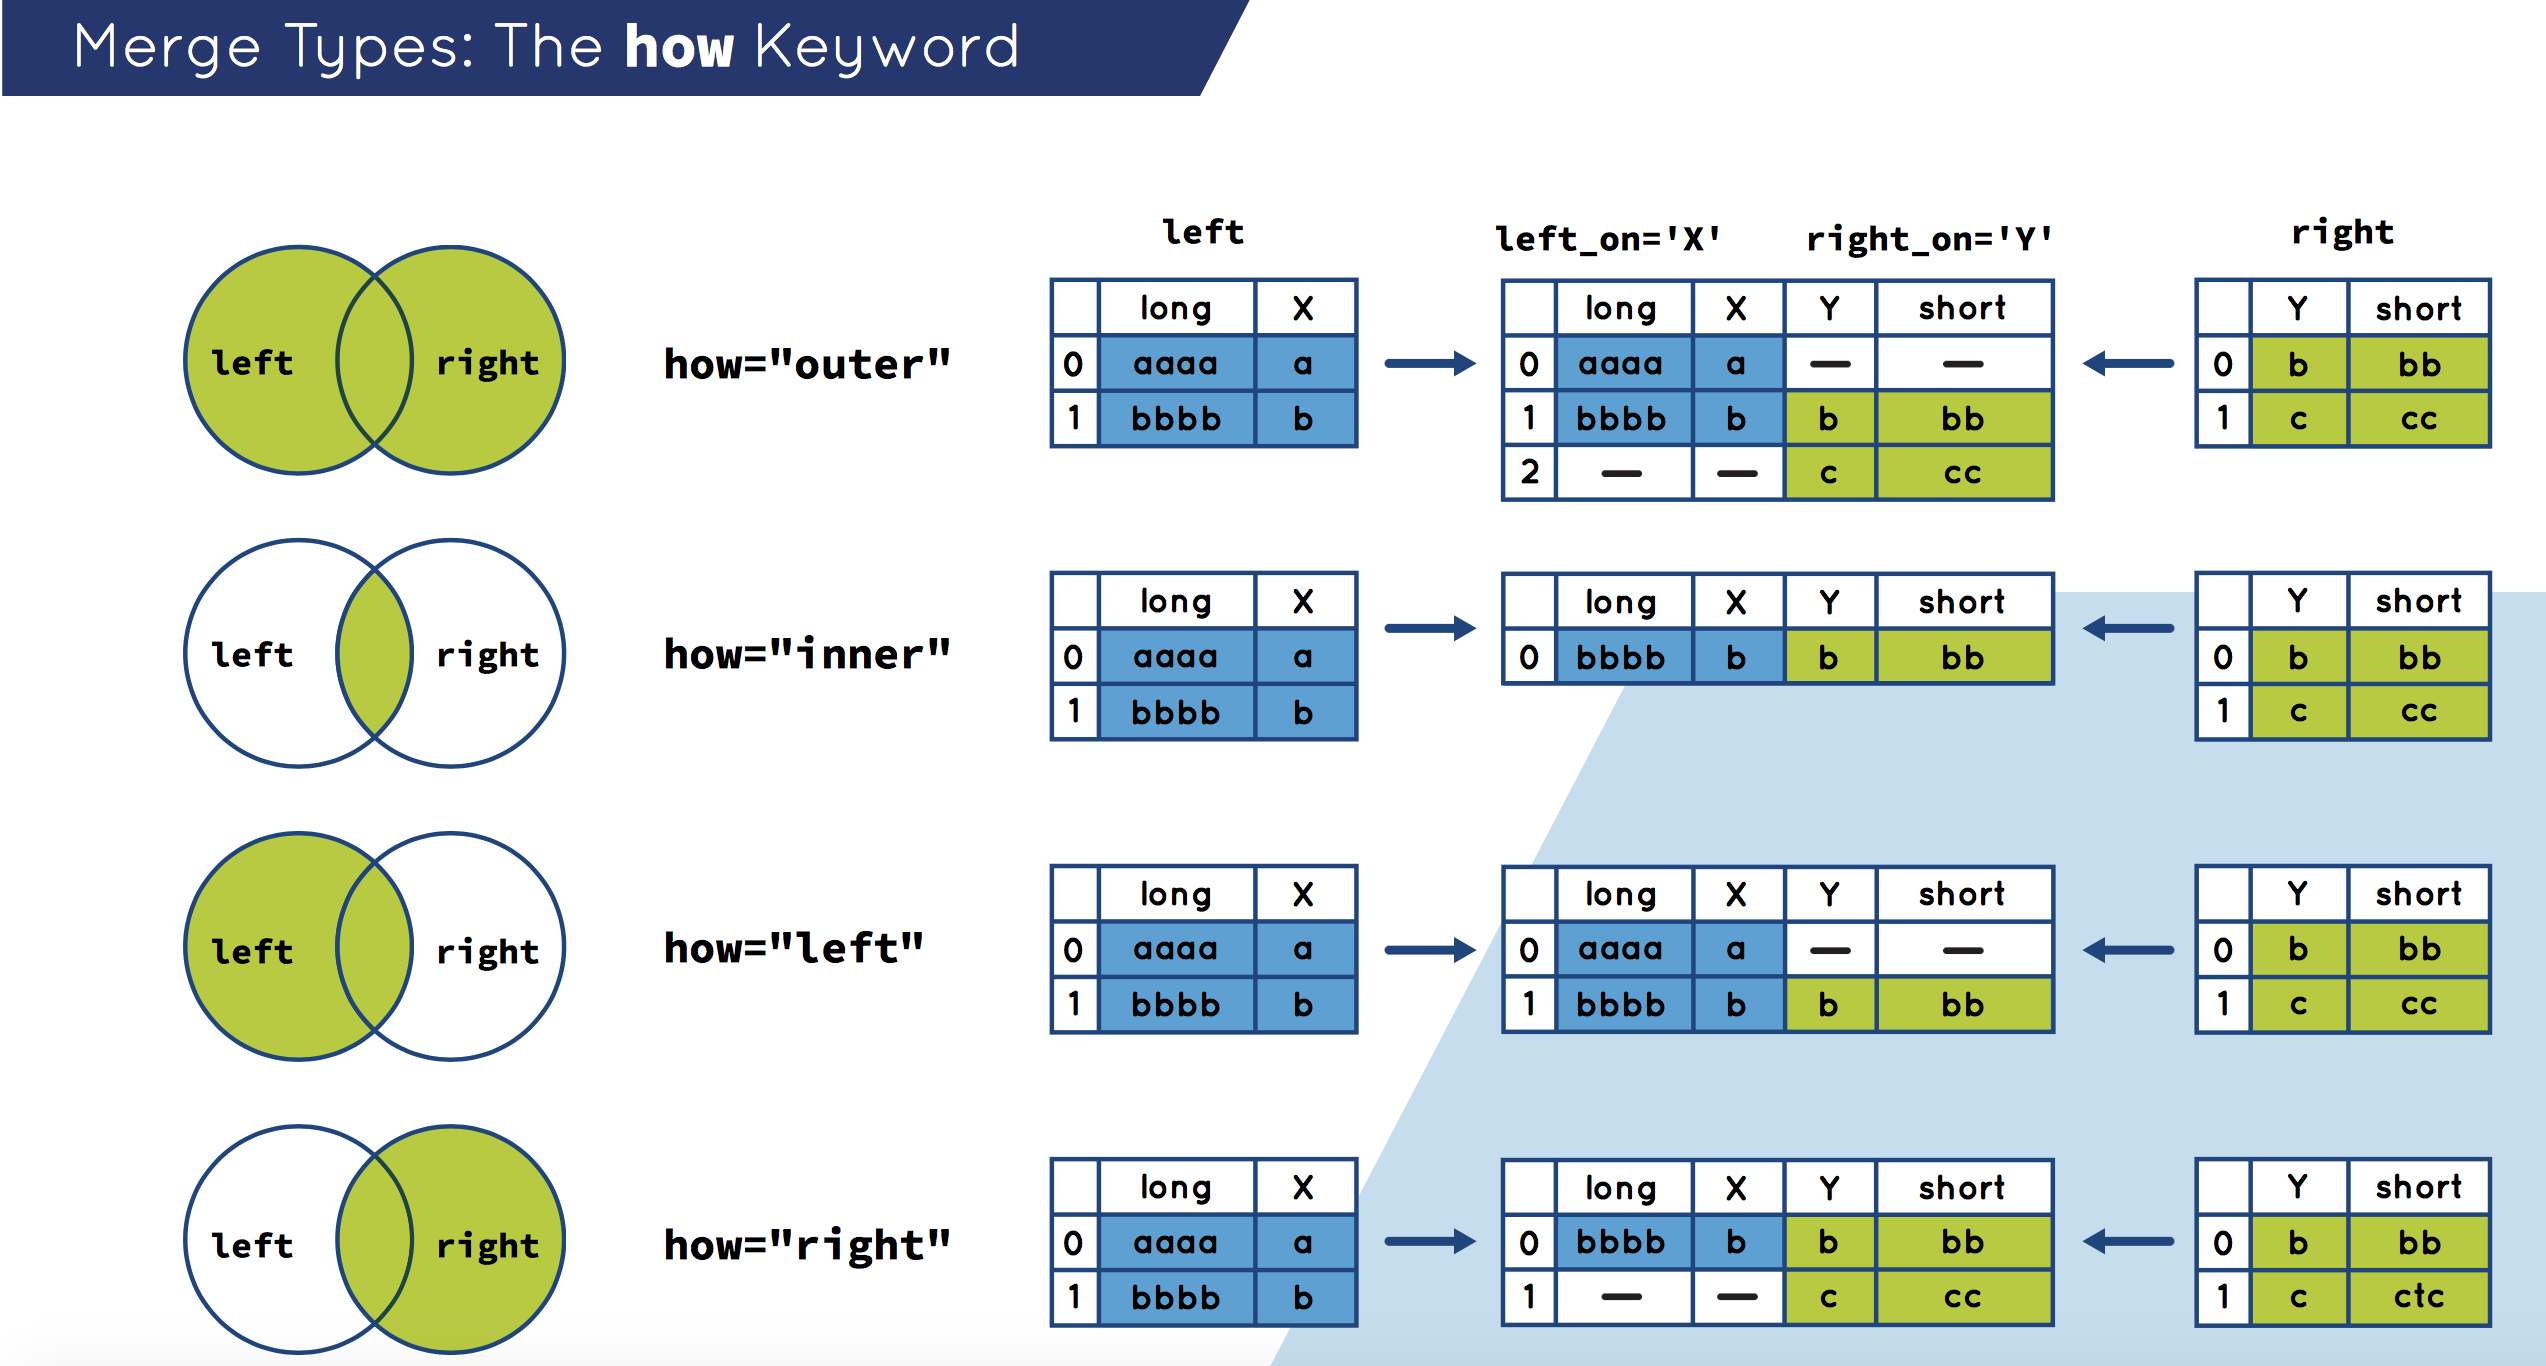 Merge Types: The how Keyword
left left_on='X' right_on='Y' right
left right
how="outer"
long X
0 aaaa a
1 bbbb b
long X Y short
0 aaaa a — —
1 bbbb b b bb
2 — — c cc
Y short
0 b bb
1 c cc
left right
how="inner"
long X
0 aaaa a
1 bbbb b
long X Y short
0 bbbb b b bb
Y short
0 b bb
1 c cc
left right
how="left"
long X
0 aaaa a
1 bbbb b
long X Y short
0 aaaa a — —
1 bbbb b b bb
Y short
0 b bb
1 c cc
left right
how="right"
long X
0 aaaa a
1 bbbb b
long X Y short
0 bbbb b b bb
1 — — c cc
Y short
0 b bb
1 c ctc